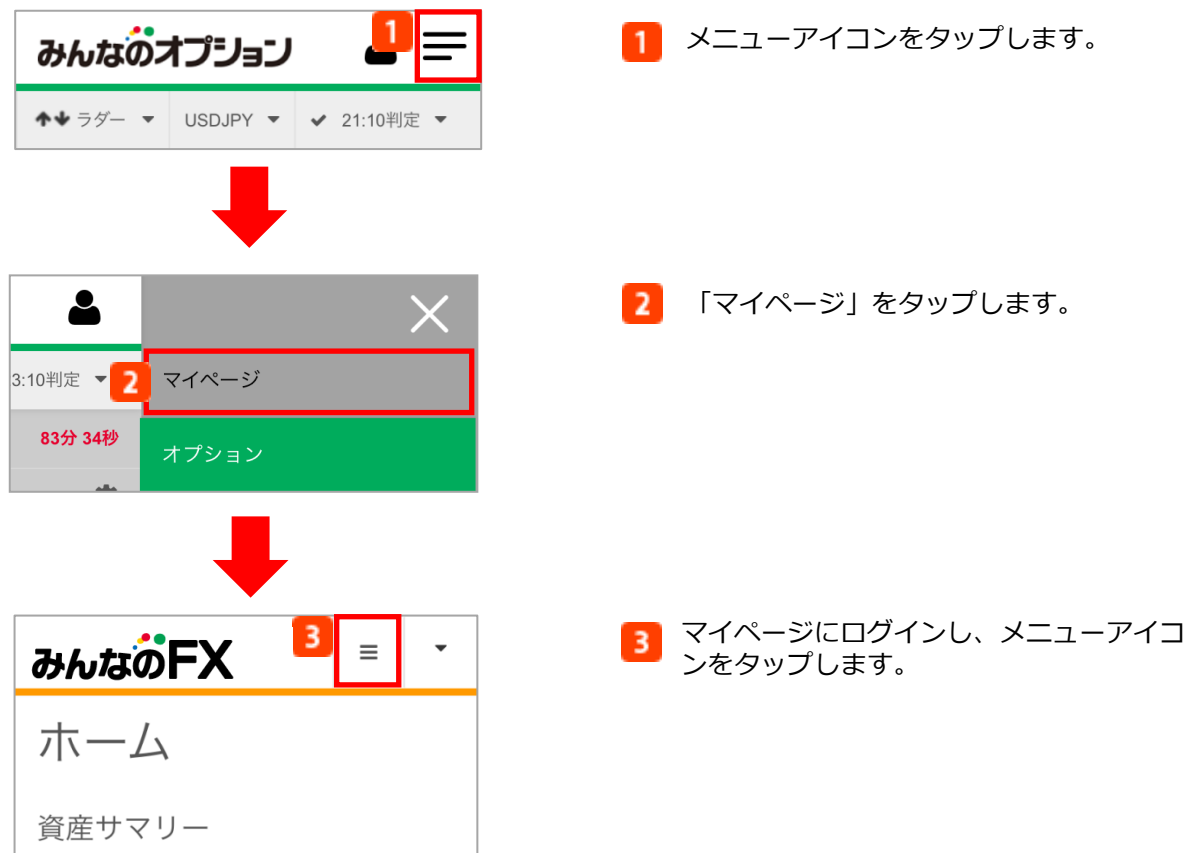 みんなのオプション
1
ラダー USDJPY 21:10判定
1 メニューアイコンをタップします。
3:10判定
2
マイページ
83分 34秒
オプション
2 「マイページ」をタップします。
みんなのFX
3
ホーム
資産サマリー
3 マイページにログインし、メニューアイコ
ンをタップします。